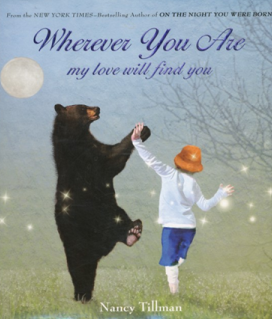 From the NEW YORK TIMES–Bestselling Author of ON THE NIGHT YOU WERE BORN
Wherever You Are
my love will find you
Nancy Tillman